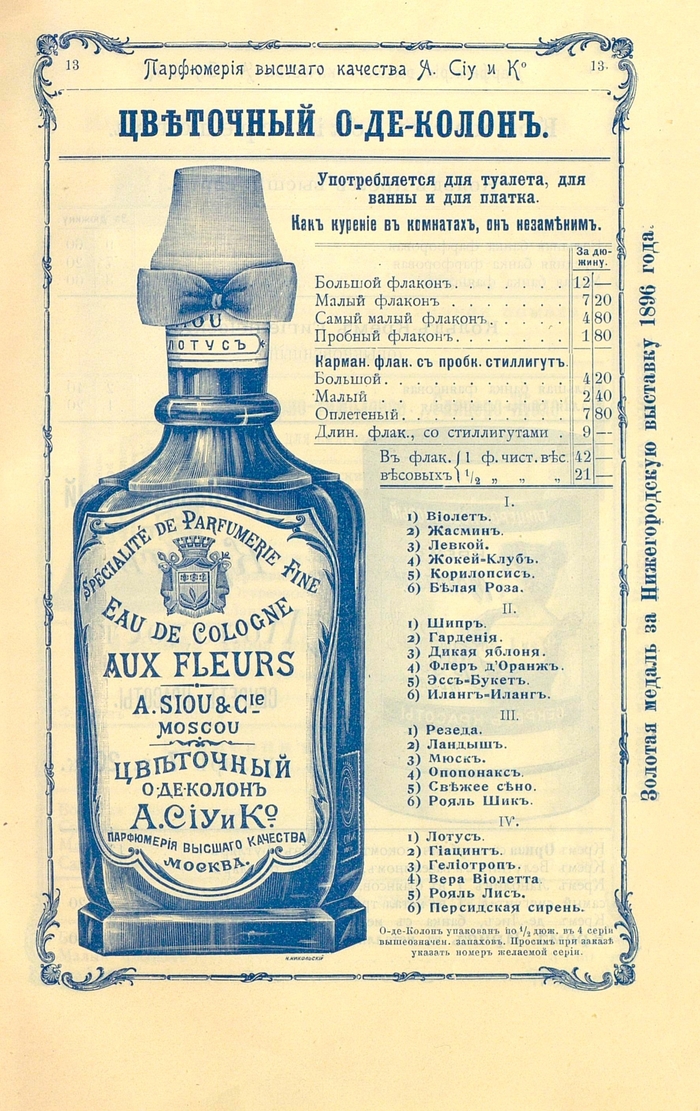 13 Парфюмерія высшаго качества А. Сіу и Кº 13
ЦВѢТОЧНЫЙ О-ДЕ-КОЛОНЪ.
Употребляется для туалета, для
ванны и для платка.
Какъ куреніе въ комнатахъ, онъ незамѣнимъ.
За дю-
жину.
Большой флаконъ. 12 —
Малый флаконъ 7 20
Самый малый флаконъ. 4 80
Пробный флаконъ. 1 80
Карман. флак. съ пробк. стиллигутъ.
Большой. 4 20
Малый 2 40
Оплетеный. 7 80
Длин. флак., со стиллигутами . 9 —
Въ флак. { 1 ф. чист. вѣс. 42 —
вѣсовыхъ { 1/2 „ „ „ 21 —
I.
1) Віолетъ.
2) Жасминъ.
3) Левкой.
4) Жокей-Клубъ.
5) Корилопсисъ.
6) Бѣлая Роза.
II.
1) Шипръ.
2) Гарденія.
3) Дикая яблоня.
4) Флеръ д'Оранжъ.
5) Эссъ-Букетъ.
6) Илангъ-Илангъ.
III.
1) Резеда.
2) Ландышъ.
3) Мюскъ.
4) Опопонаксъ.
5) Свѣжее сѣно.
6) Рояль Шикъ.
IV.
1) Лотусъ.
2) Гіацинтъ.
3) Геліотропъ.
4) Вера Віолетта.
5) Рояль Лисъ.
6) Персидская сирень.
О-де-Колонъ упакованъ по 1/2 дюж. въ 4 серіи
вышеозначен. запаховъ. Просимъ при заказѣ
указать номеръ желаемой серіи.
ЛОТУСЪ
SPÉCIALITÉ DE PARFUMERIE FINE
EAU DE COLOGNE
AUX FLEURS
A. SIOU & Cie
MOSCOU
ЦВѢТОЧНЫЙ
О-ДЕ-КОЛОНЪ
А. СІУ и Кº
ПАРФЮМЕРІЯ ВЫСШАГО КАЧЕСТВА
МОСКВА.
Н. НИКОЛЬСКІЙ
Золотая медаль за Нижегородскую выставку 1896 года.